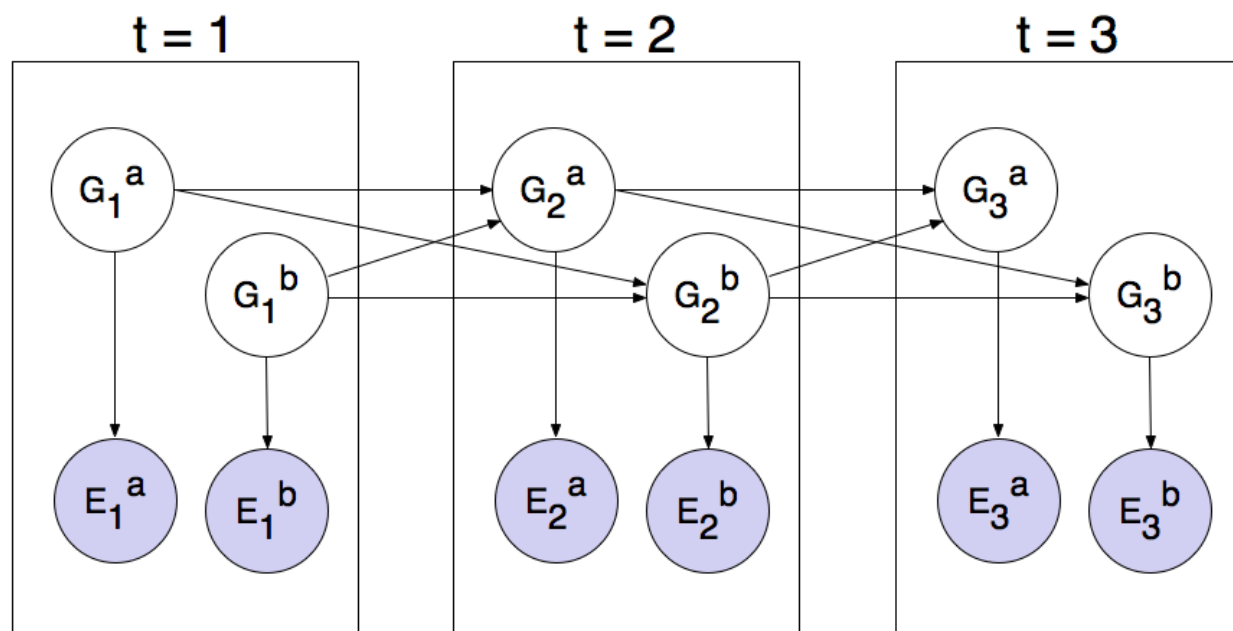 t = 1 t = 2 t = 3
G₁ᵃ G₂ᵃ G₃ᵃ
G₁ᵇ G₂ᵇ G₃ᵇ
E₁ᵃ E₂ᵃ E₃ᵃ
E₁ᵇ E₂ᵇ E₃ᵇ